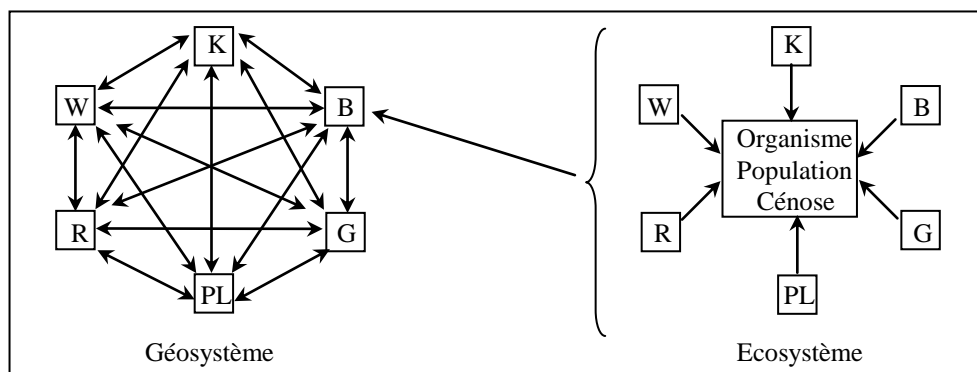 K
W
B
R
G
PL
Géosystème
K
W
B
Organisme
Population
Cénose
R
G
PL
Ecosystème